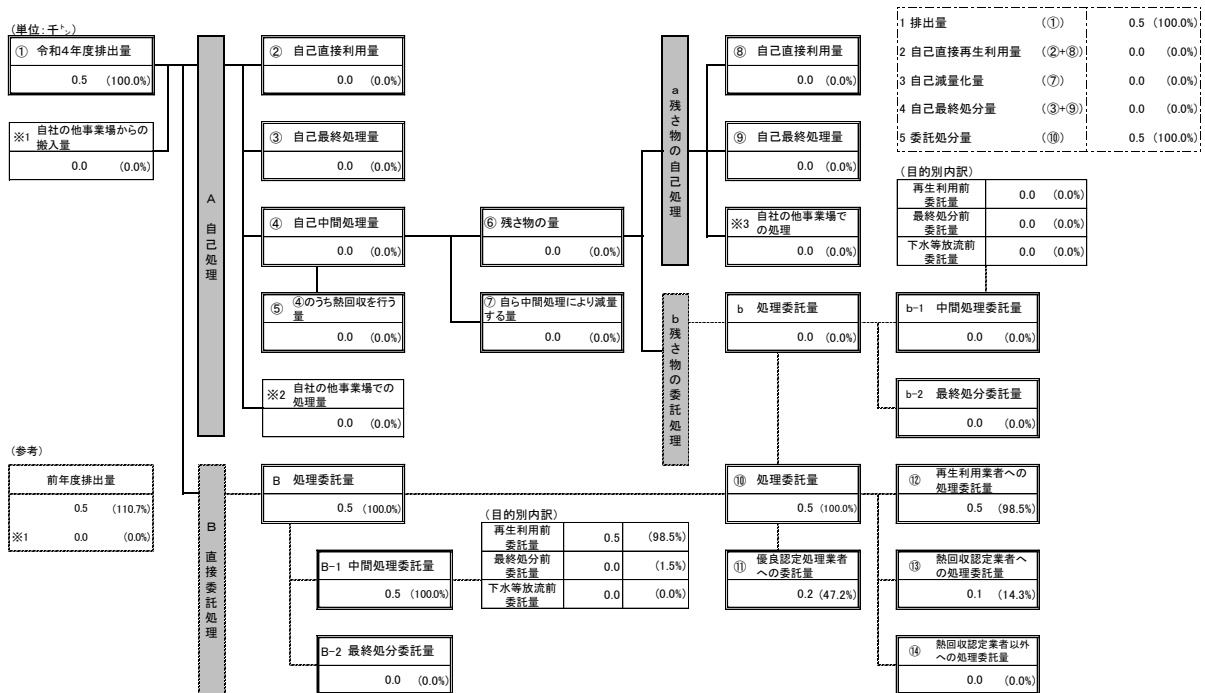 (単位:千㌧)
① 令和4年度排出量
0.5 (100.0%)
※1 自社の他事業場からの
搬入量
0.0 (0.0%)
A 自己処理
② 自己直接利用量
0.0 (0.0%)
③ 自己最終処理量
0.0 (0.0%)
④ 自己中間処理量
0.0 (0.0%)
⑤ ④のうち熱回収を行う
量
0.0 (0.0%)
※2 自社の他事業場での
処理量
0.0 (0.0%)
⑥ 残さ物の量
0.0 (0.0%)
⑦ 自ら中間処理により減量
する量
0.0 (0.0%)
a 残さ物の自己処理
⑧ 自己直接利用量
0.0 (0.0%)
⑨ 自己最終処理量
0.0 (0.0%)
※3 自社の他事業場で
の処理
0.0 (0.0%)
1 排出量 (①) 0.5 (100.0%)
2 自己直接再生利用量 (②+⑧) 0.0 (0.0%)
3 自己減量化量 (⑦) 0.0 (0.0%)
4 自己最終処分量 (③+⑨) 0.0 (0.0%)
5 委託処分量 (⑩) 0.5 (100.0%)
(目的別内訳)
再生利用前
委託量 0.0 (0.0%)
最終処分前
委託量 0.0 (0.0%)
下水等放流前
委託量 0.0 (0.0%)
b 残さ物の委託処理
b 処理委託量
0.0 (0.0%)
b-1 中間処理委託量
0.0 (0.0%)
b-2 最終処分委託量
0.0 (0.0%)
(参考)
前年度排出量
0.5 (110.7%)
※1 0.0 (0.0%)
B 直接委託処理
B 処理委託量
0.5 (100.0%)
B-1 中間処理委託量
0.5 (100.0%)
B-2 最終処分委託量
0.0 (0.0%)
(目的別内訳)
再生利用前
委託量 0.5 (98.5%)
最終処分前
委託量 0.0 (1.5%)
下水等放流前
委託量 0.0 (0.0%)
⑩ 処理委託量
0.5 (100.0%)
⑪ 優良認定処理業者
への委託量
0.2 (47.2%)
⑫ 再生利用業者への
処理委託量
0.5 (98.5%)
⑬ 熱回収認定業者へ
の処理委託量
0.1 (14.3%)
⑭ 熱回収認定業者以外
への処理委託量
0.0 (0.0%)